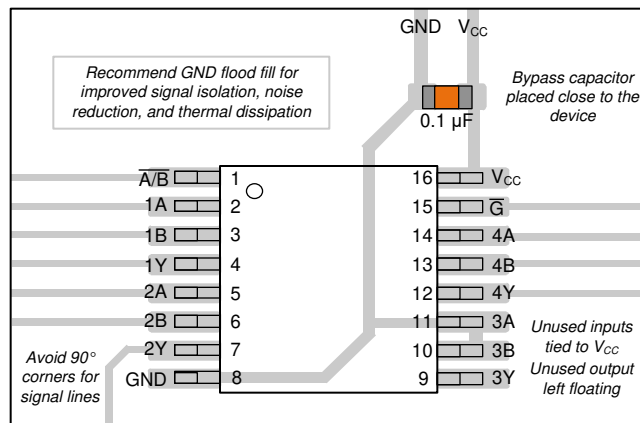 GND V_CC
Recommend GND flood fill for
improved signal isolation, noise
reduction, and thermal dissipation
Bypass capacitor
placed close to the
device
0.1 μF
A̅/̅B̅ 1 16 V_CC
1A 2 15 G̅
1B 3 14 4A
1Y 4 13 4B
2A 5 12 4Y
2B 6 11 3A
2Y 7 10 3B
GND 8 9 3Y
Avoid 90°
corners for
signal lines
Unused inputs
tied to V_CC
Unused output
left floating